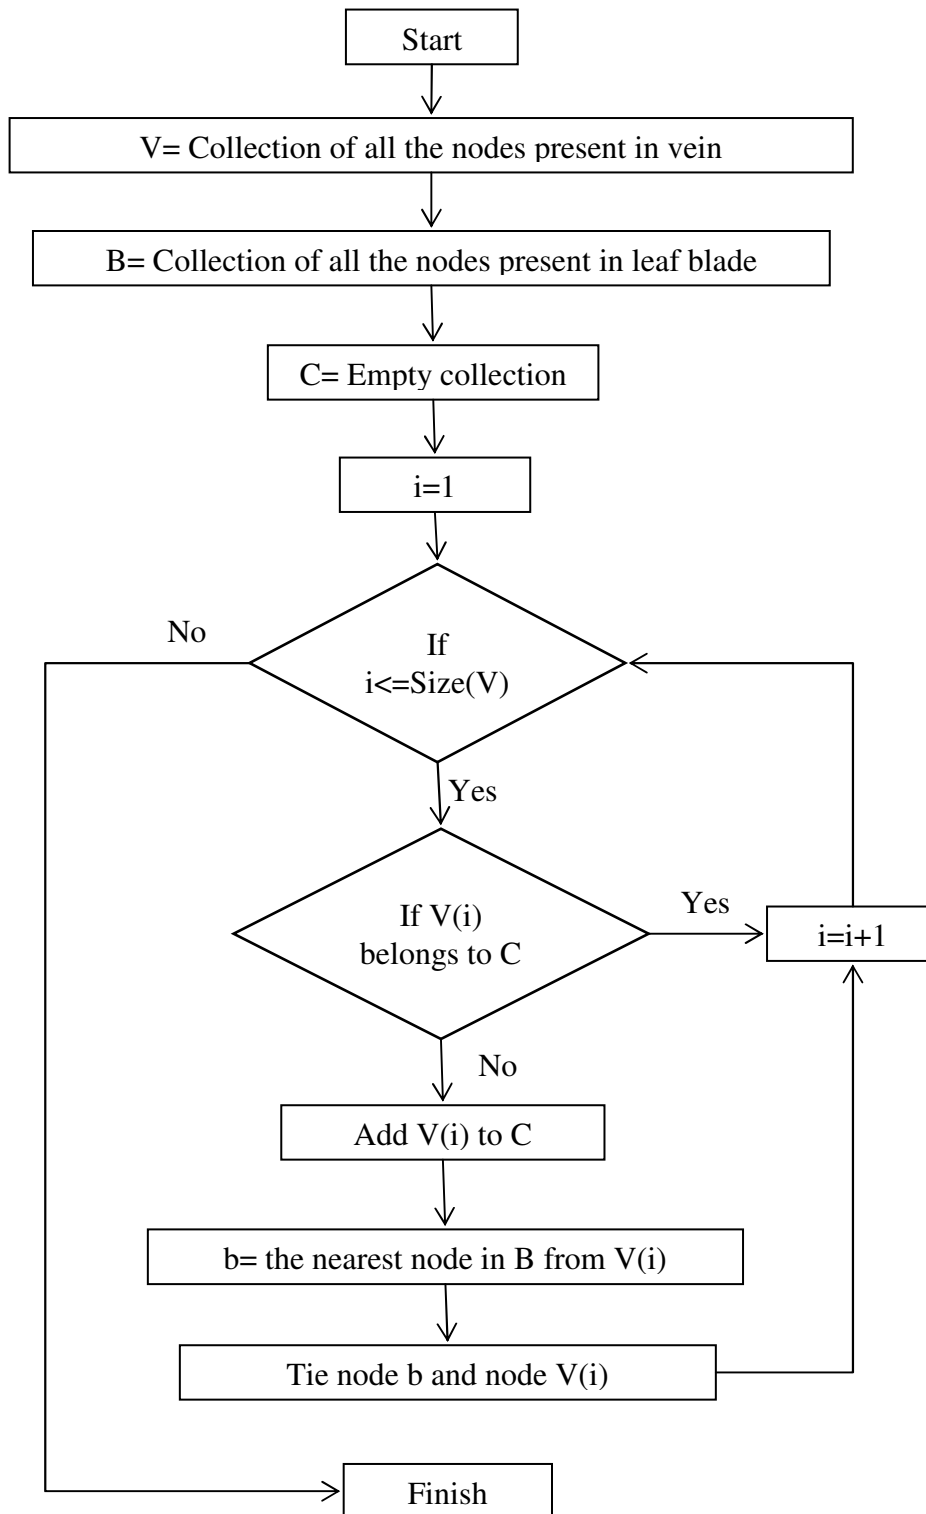 Start
V= Collection of all the nodes present in vein
B= Collection of all the nodes present in leaf blade
C= Empty collection
i=1
No
If
i<=Size(V)
Yes
If V(i)
belongs to C
Yes
i=i+1
No
Add V(i) to C
b= the nearest node in B from V(i)
Tie node b and node V(i)
Finish